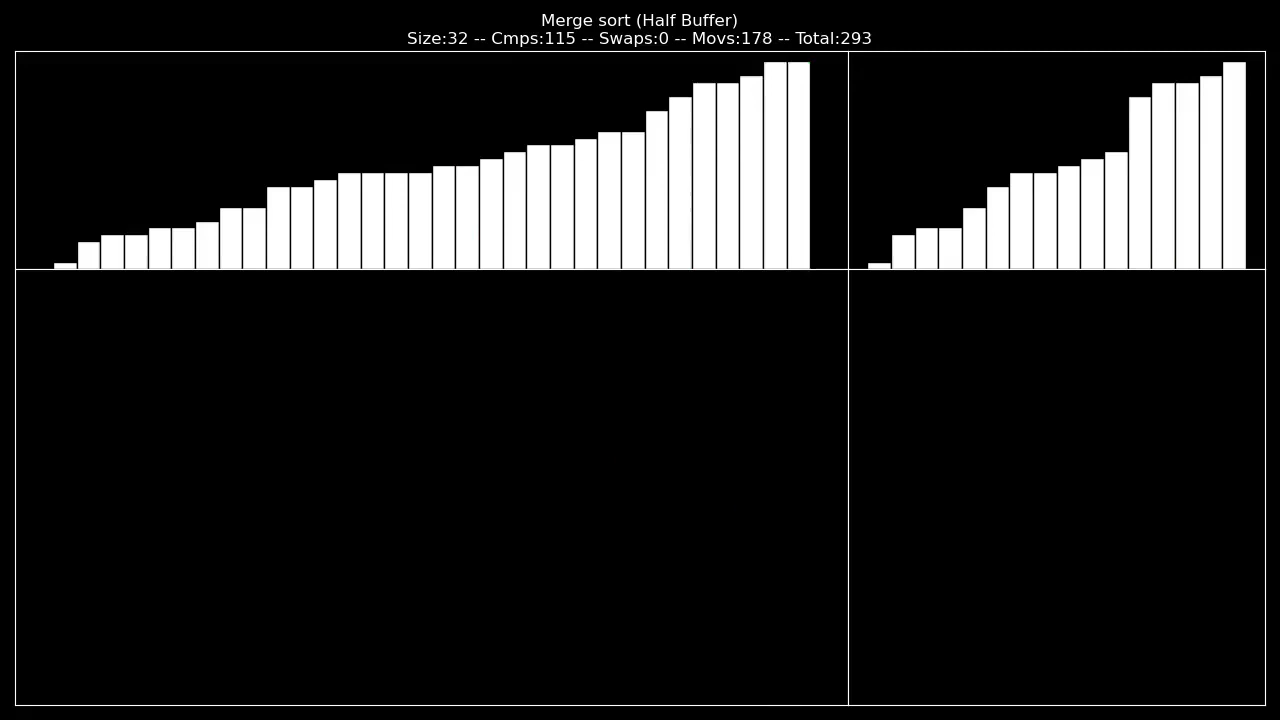 Merge sort (Half Buffer)
Size:32 -- Cmps:115 -- Swaps:0 -- Movs:178 -- Total:293